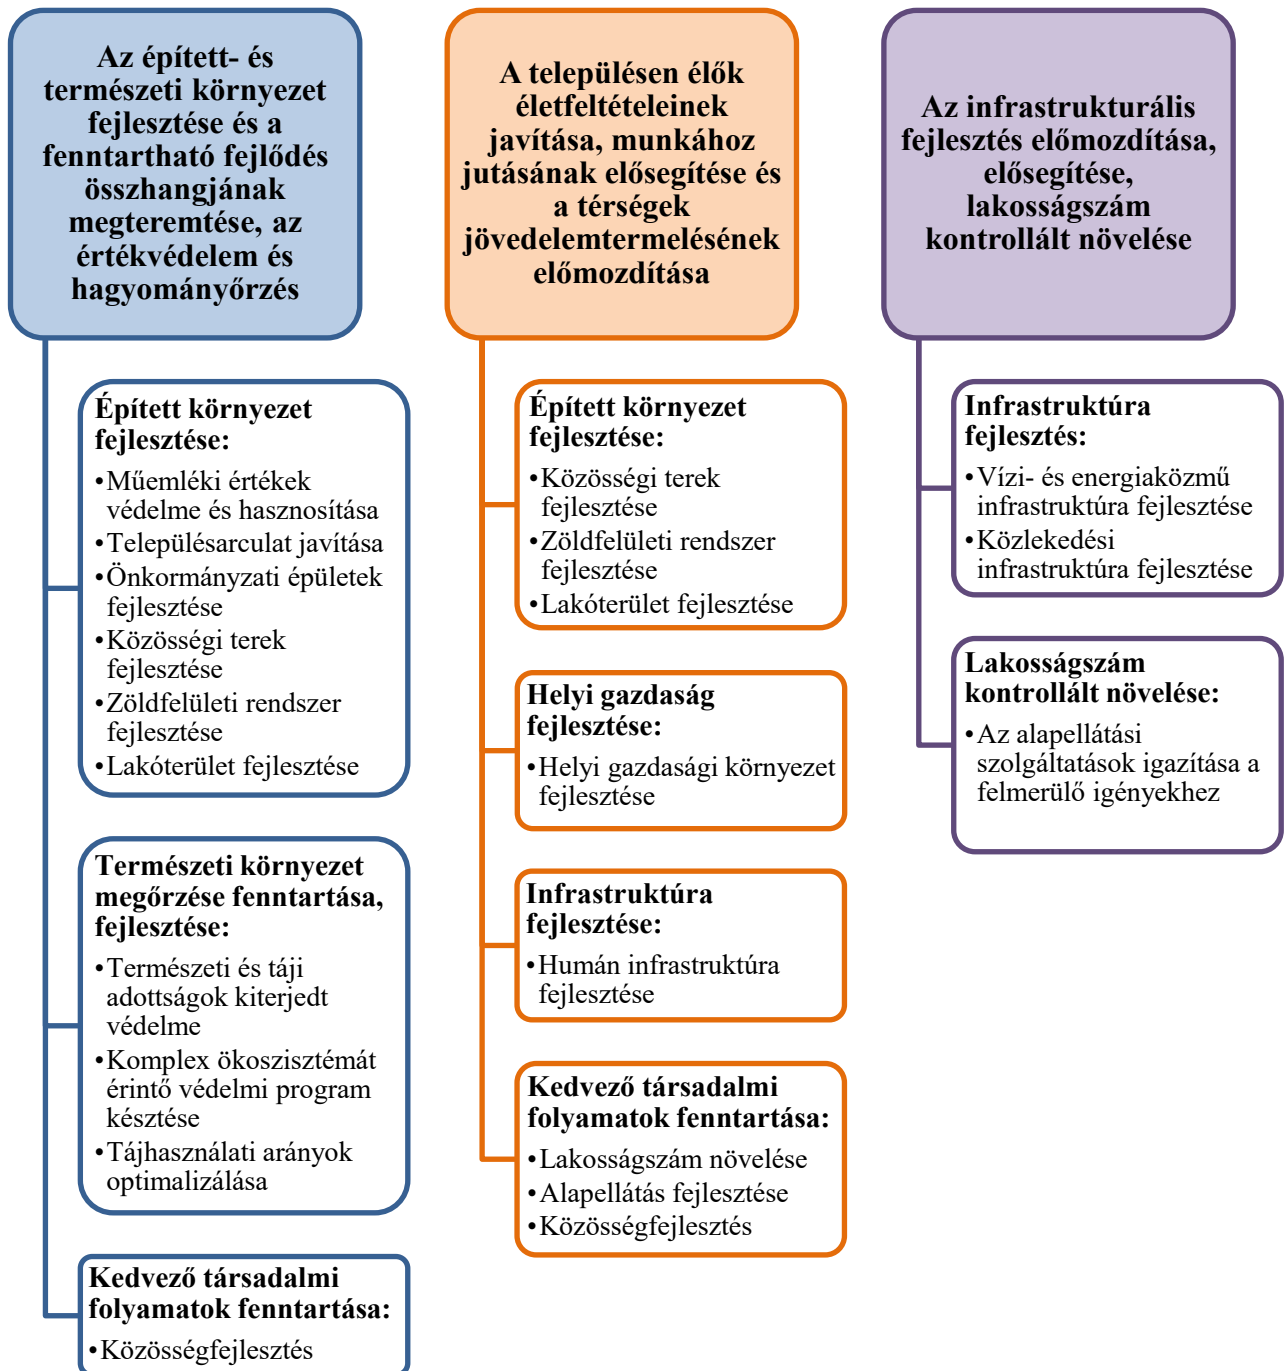 Az épített- és
természeti környezet
fejlesztése és a
fenntartható fejlődés
összhangjának
megteremtése, az
értékvédelem és
hagyományőrzés
Épített környezet
fejlesztése:
•Műemléki értékek
védelme és hasznosítása
•Településarculat javítása
•Önkormányzati épületek
fejlesztése
•Közösségi terek
fejlesztése
•Zöldfelületi rendszer
fejlesztése
•Lakóterület fejlesztése
Természeti környezet
megőrzése fenntartása,
fejlesztése:
•Természeti és táji
adottságok kiterjedt
védelme
•Komplex ökoszisztémát
érintő védelmi program
késztése
•Tájhasználati arányok
optimalizálása
Kedvező társadalmi
folyamatok fenntartása:
•Közösségfejlesztés
A településen élők
életfeltételeinek
javítása, munkához
jutásának elősegítése és
a térségek
jövedelemtermelésének
előmozdítása
Épített környezet
fejlesztése:
•Közösségi terek
fejlesztése
•Zöldfelületi rendszer
fejlesztése
•Lakóterület fejlesztése
Helyi gazdaság
fejlesztése:
•Helyi gazdasági környezet
fejlesztése
Infrastruktúra
fejlesztése:
•Humán infrastruktúra
fejlesztése
Kedvező társadalmi
folyamatok fenntartása:
•Lakosságszám növelése
•Alapellátás fejlesztése
•Közösségfejlesztés
Az infrastrukturális
fejlesztés előmozdítása,
elősegítése,
lakosságszám
kontrollált növelése
Infrastruktúra
fejlesztés:
•Vízi- és energiaközmű
infrastruktúra fejlesztése
•Közlekedési
infrastruktúra fejlesztése
Lakosságszám
kontrollált növelése:
•Az alapellátási
szolgáltatások igazítása a
felmerülő igényekhez